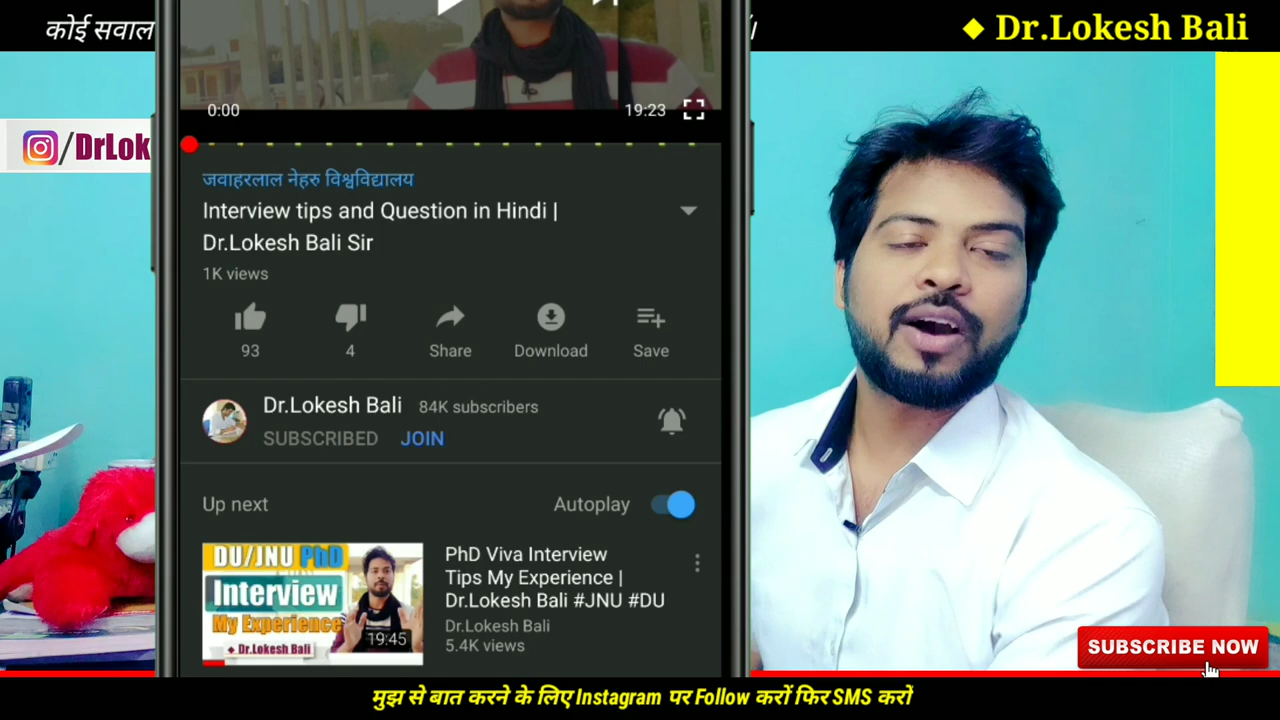 कोई सवाल
◆ Dr.Lokesh Bali
/DrLok
0:00
19:23
जवाहरलाल नेहरु विश्वविद्यालय
Interview tips and Question in Hindi |
Dr.Lokesh Bali Sir
1K views
93
4
Share
Download
Save
Dr.Lokesh Bali 84K subscribers
SUBSCRIBED JOIN
Up next
Autoplay
DU/JNU PhD
Interview
My Experience
◆ Dr.Lokesh Bali
19:45
PhD Viva Interview
Tips My Experience |
Dr.Lokesh Bali #JNU #DU
Dr.Lokesh Bali
5.4K views
SUBSCRIBE NOW
मुझ से बात करने के लिए Instagram पर Follow करों फिर SMS करों